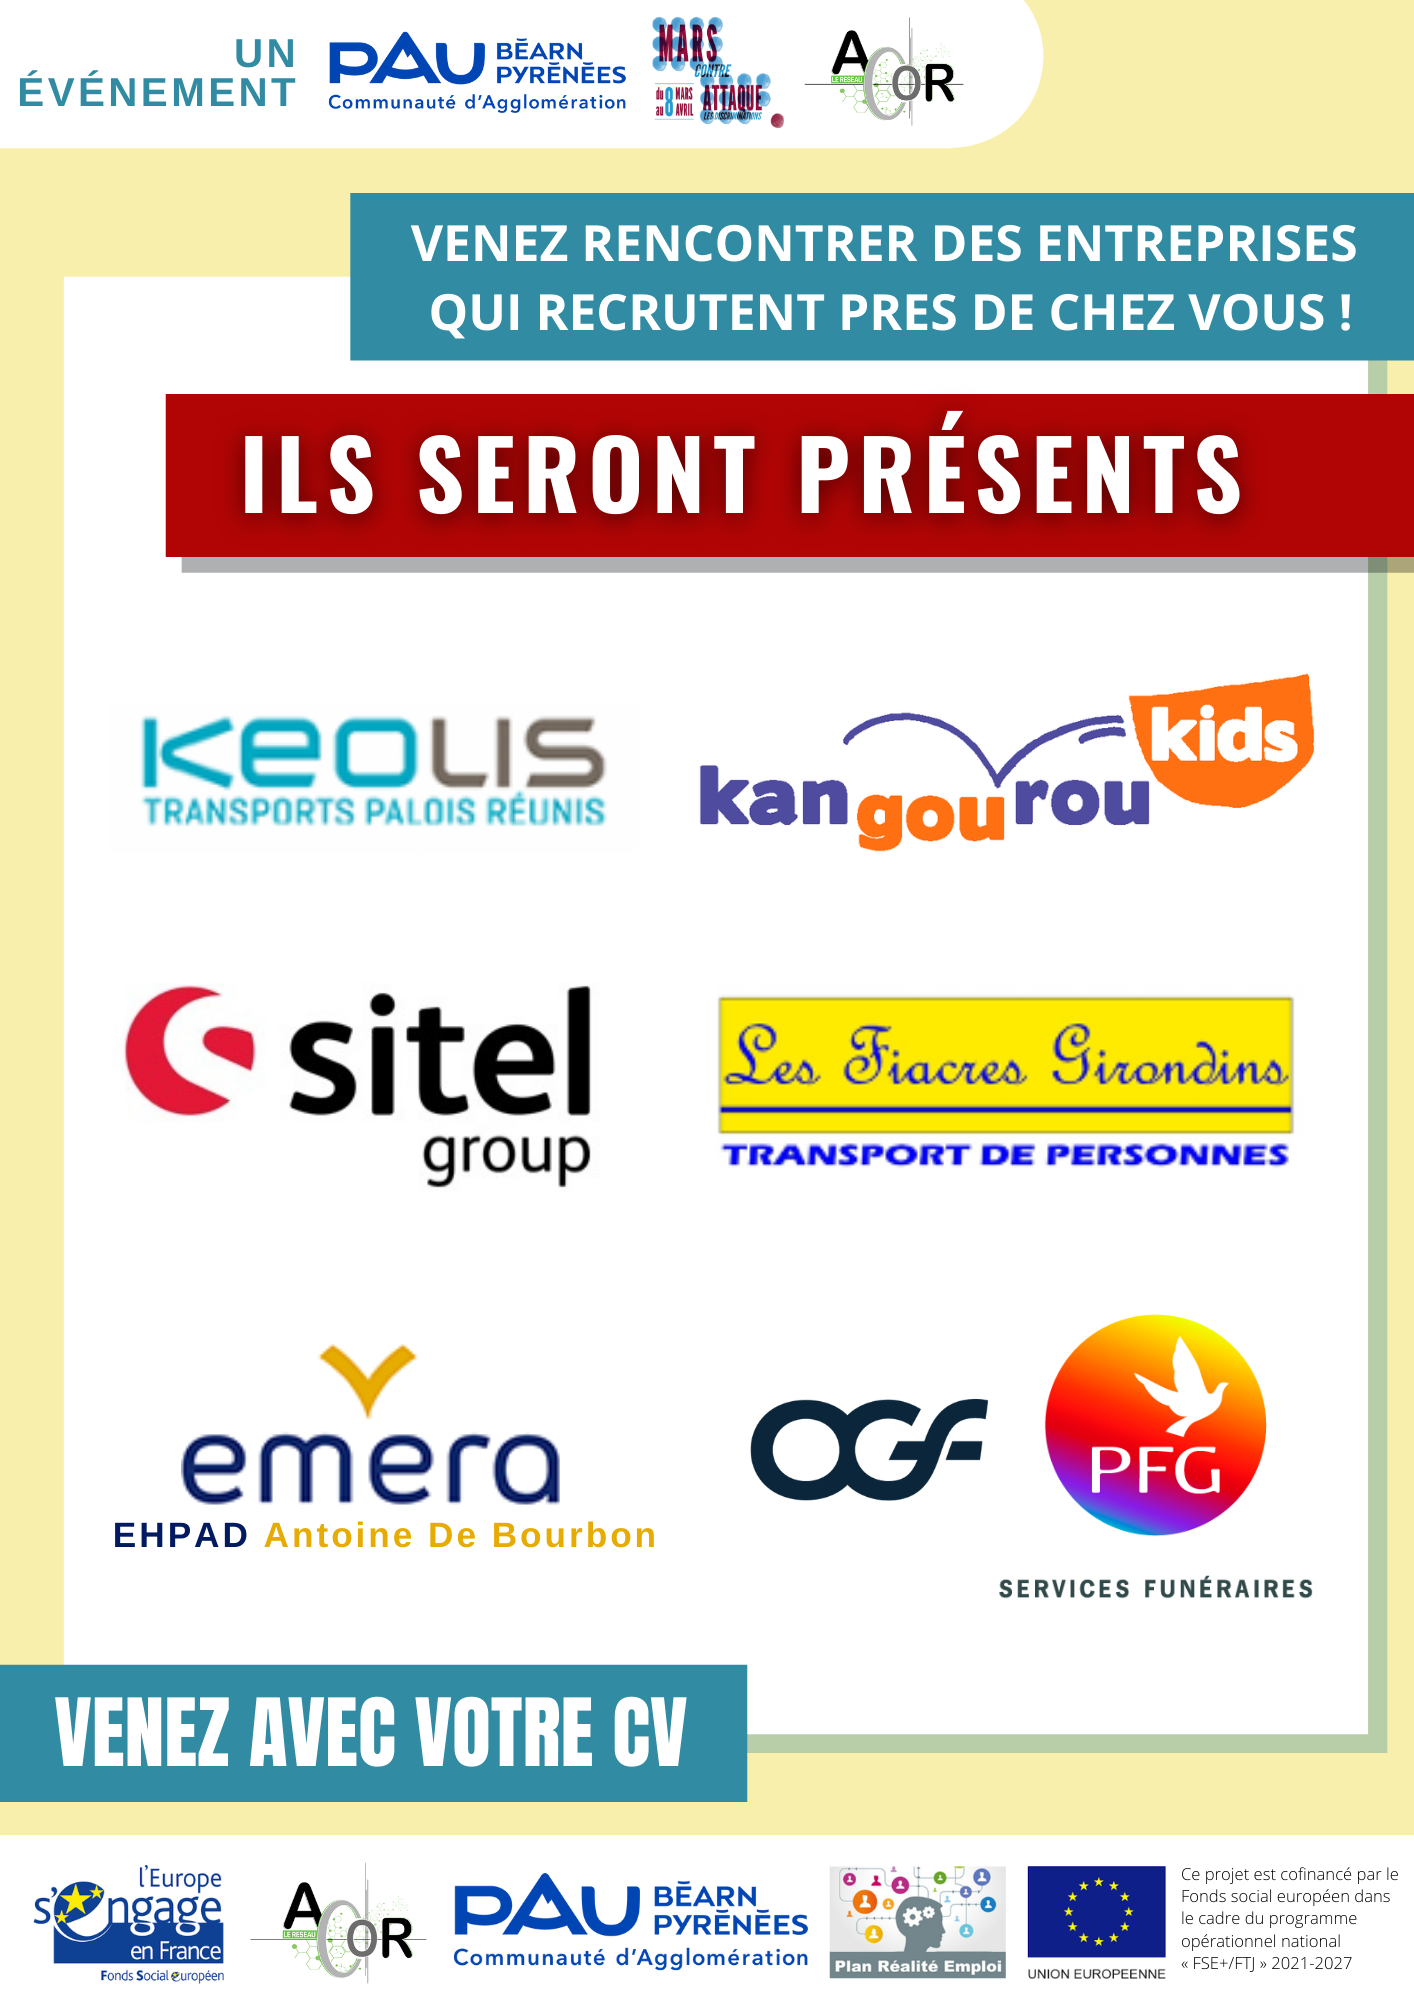 UN
ÉVÉNEMENT
PAU BÉARN
PYRÉNÉES
Communauté d'Agglomération
MARS
CONTRE
du 8 MARS
au 8 AVRIL
ATTAQUE
LES DISCRIMINATIONS
LE RESEAU
ACOR
VENEZ RENCONTRER DES ENTREPRISES
QUI RECRUTENT PRES DE CHEZ VOUS !
ILS SERONT PRÉSENTS
KEOLIS
TRANSPORTS PALOIS RÉUNIS
kangourou kids
sitel
group
Les Fiacres Girondins
TRANSPORT DE PERSONNES
emera
EHPAD Antoine De Bourbon
OGF
PFG
SERVICES FUNÉRAIRES
VENEZ AVEC VOTRE CV
l'Europe
s'engage
en France
Fonds Social européen
LE RESEAU
ACOR
PAU BÉARN
PYRÉNÉES
Communauté d'Agglomération
Plan Réalité Emploi
UNION EUROPEENNE
Ce projet est cofinancé par le
Fonds social européen dans
le cadre du programme
opérationnel national
« FSE+/FTJ » 2021-2027